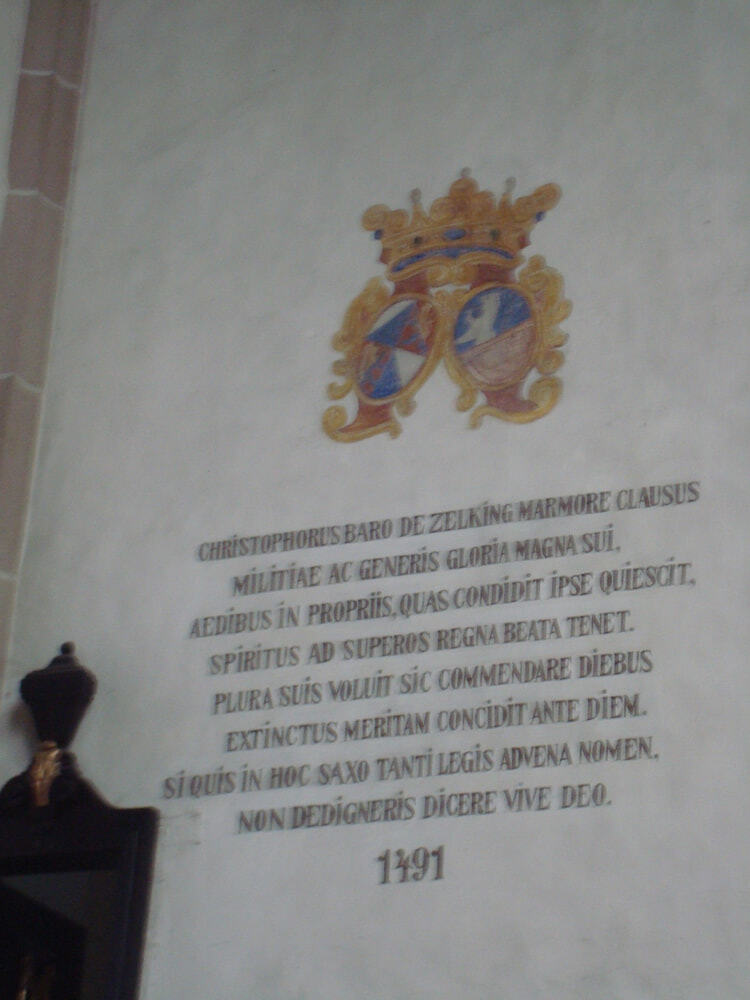 CHRISTOPHORUS BARO DE ZELKING MARMORE CLAUSUS
MILITIAE AC GENERIS GLORIA MAGNA SUI,
AEDIBUS IN PROPRIIS, QUAS CONDIDIT IPSE QUIESCIT,
SPIRITUS AD SUPEROS REGNA BEATA TENET.
PLURA SUIS VOLUIT SIC COMMENDARE DIEBUS
EXTINCTUS MERITAM CONCIDIT ANTE DIEM.
SI QUIS IN HOC SAXO TANTI LEGIS ADVENA NOMEN,
NON DEDIGNERIS DICERE VIVE DEO.
1491